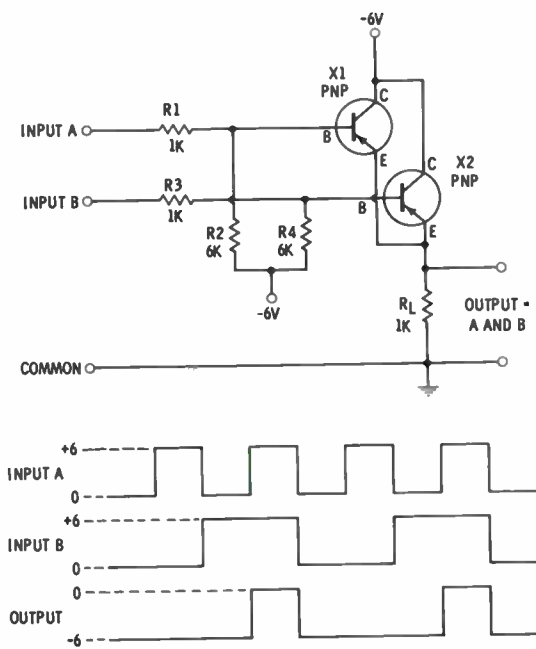 -6V
X1
PNP
C
R1
INPUT A
1K
B
E
X2
PNP
C
R3
INPUT B
1K
B
E
R2
6K
R4
6K
-6V
RL
1K
OUTPUT =
A AND B
COMMON
+6
INPUT A
0
+6
INPUT B
0
0
OUTPUT
-6